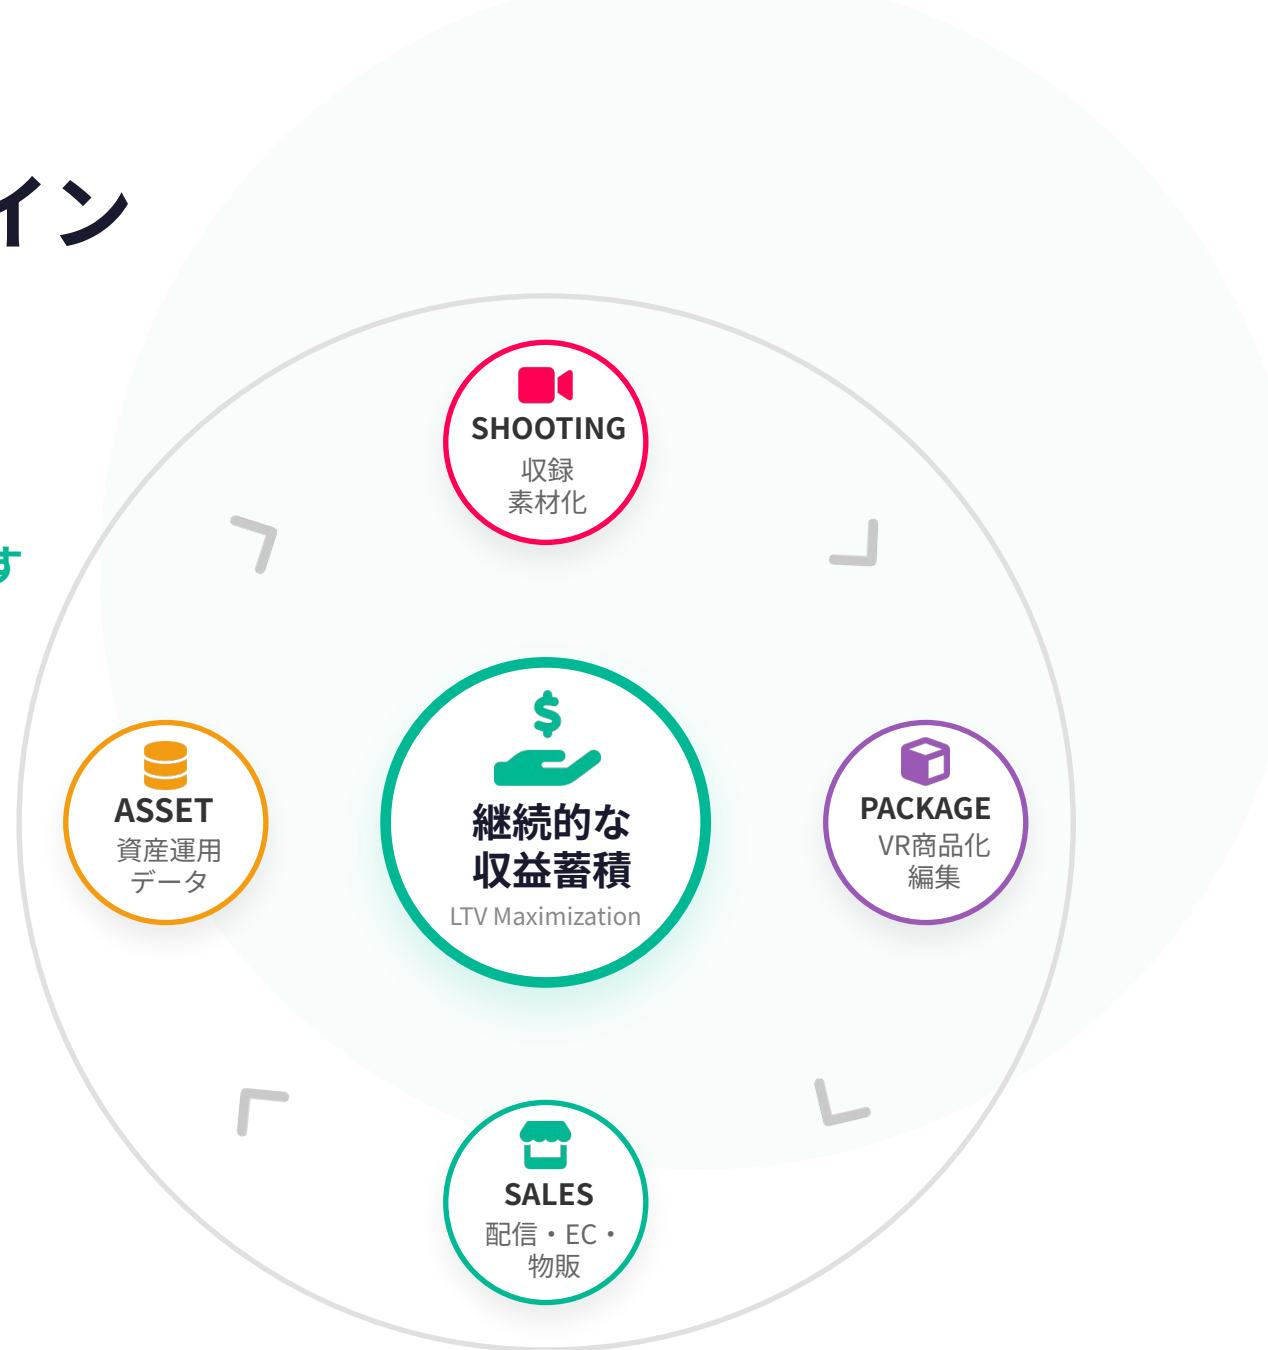 イン
す
SHOOTING
収録
素材化
ASSET
資産運用
データ
継続的な
収益蓄積
LTV Maximization
PACKAGE
VR商品化
編集
SALES
配信・EC・
物販